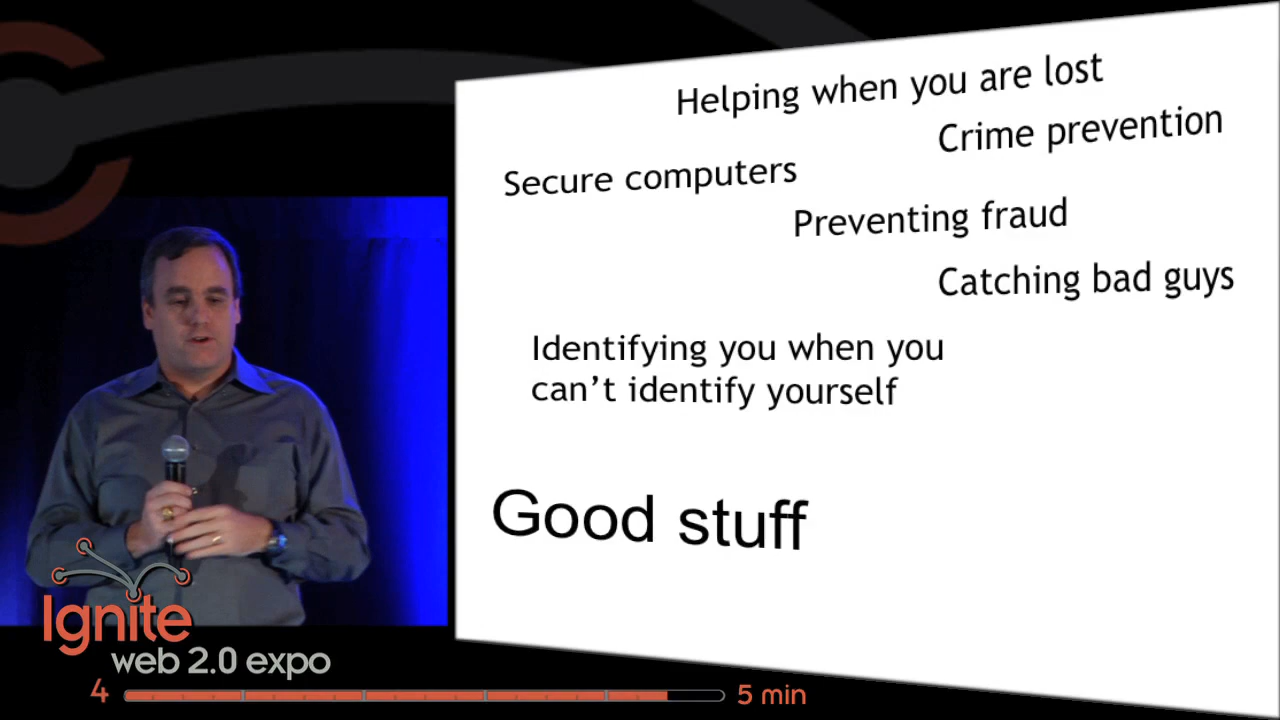 Helping when you are lost
Crime prevention
Secure computers
Preventing fraud
Catching bad guys
Identifying you when you
can't identify yourself
Good stuff
Ignite
web 2.0 expo
4
5 min